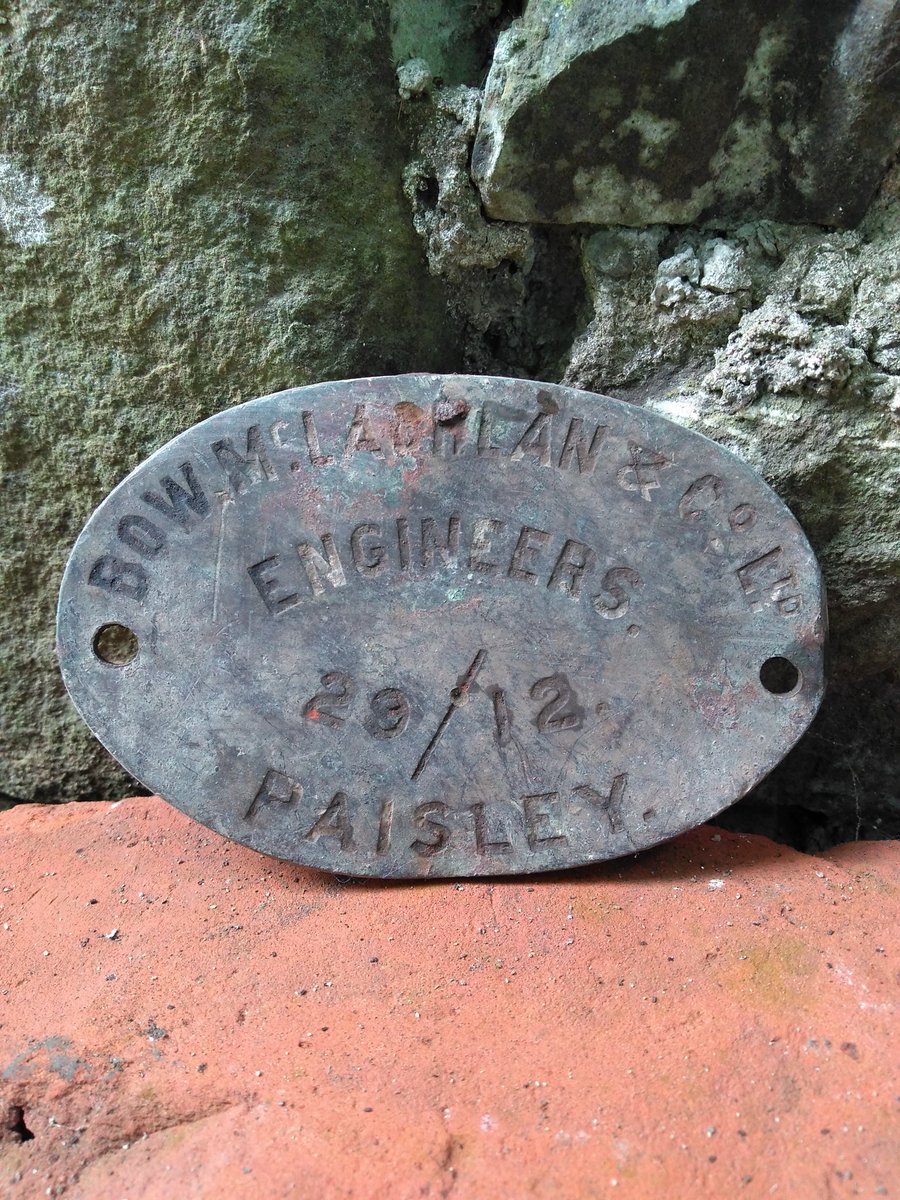 BOW, McLACHLAN & Co LTD
ENGINEERS.
29/12.
PAISLEY.